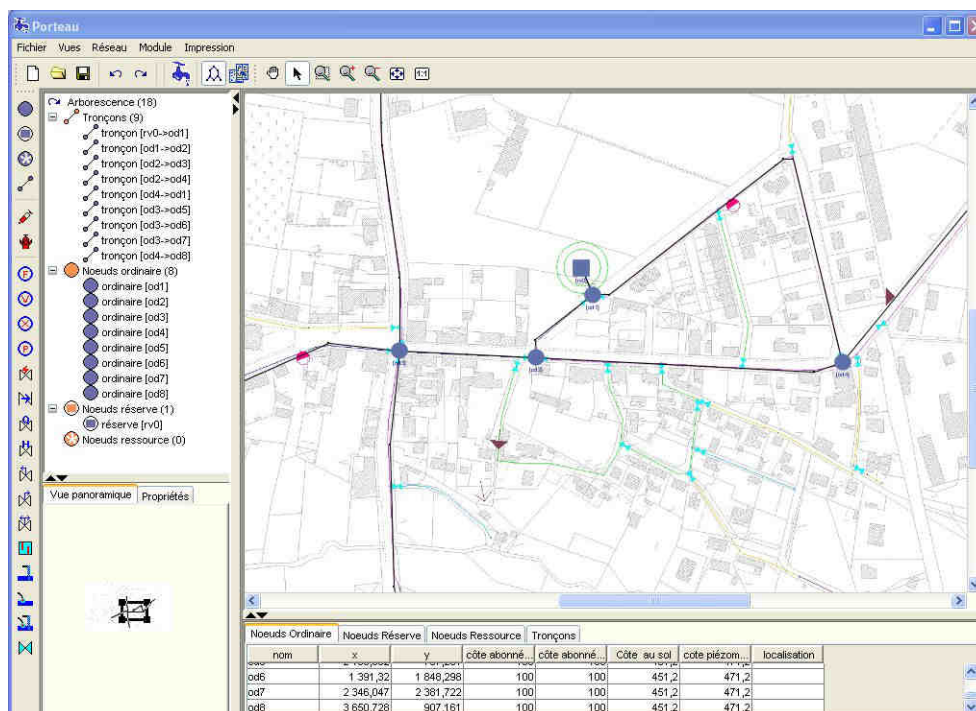 Porteau
Fichier Vues Réseau Module Impression
Arborescence (18)
Tronçons (9)
tronçon [rv0->od1]
tronçon [od1->od2]
tronçon [od2->od3]
tronçon [od2->od4]
tronçon [od4->od1]
tronçon [od3->od5]
tronçon [od3->od6]
tronçon [od3->od7]
tronçon [od4->od8]
Noeuds ordinaire (8)
ordinaire [od1]
ordinaire [od2]
ordinaire [od3]
ordinaire [od4]
ordinaire [od5]
ordinaire [od6]
ordinaire [od7]
ordinaire [od8]
Noeuds réserve (1)
réserve [rv0]
Noeuds ressource (0)
Vue panoramique Propriétés
Noeuds Ordinaire Noeuds Réserve Noeuds Ressource Tronçons
nom x y côte abonné... côte abonné... Côte au sol cote piézom... localisation
od6 1 391,32 1 848,298 100 100 451,2 471,2
od7 2 346,047 2 381,722 100 100 451,2 471,2
od8 3 650,728 907,161 100 100 451,2 471,2